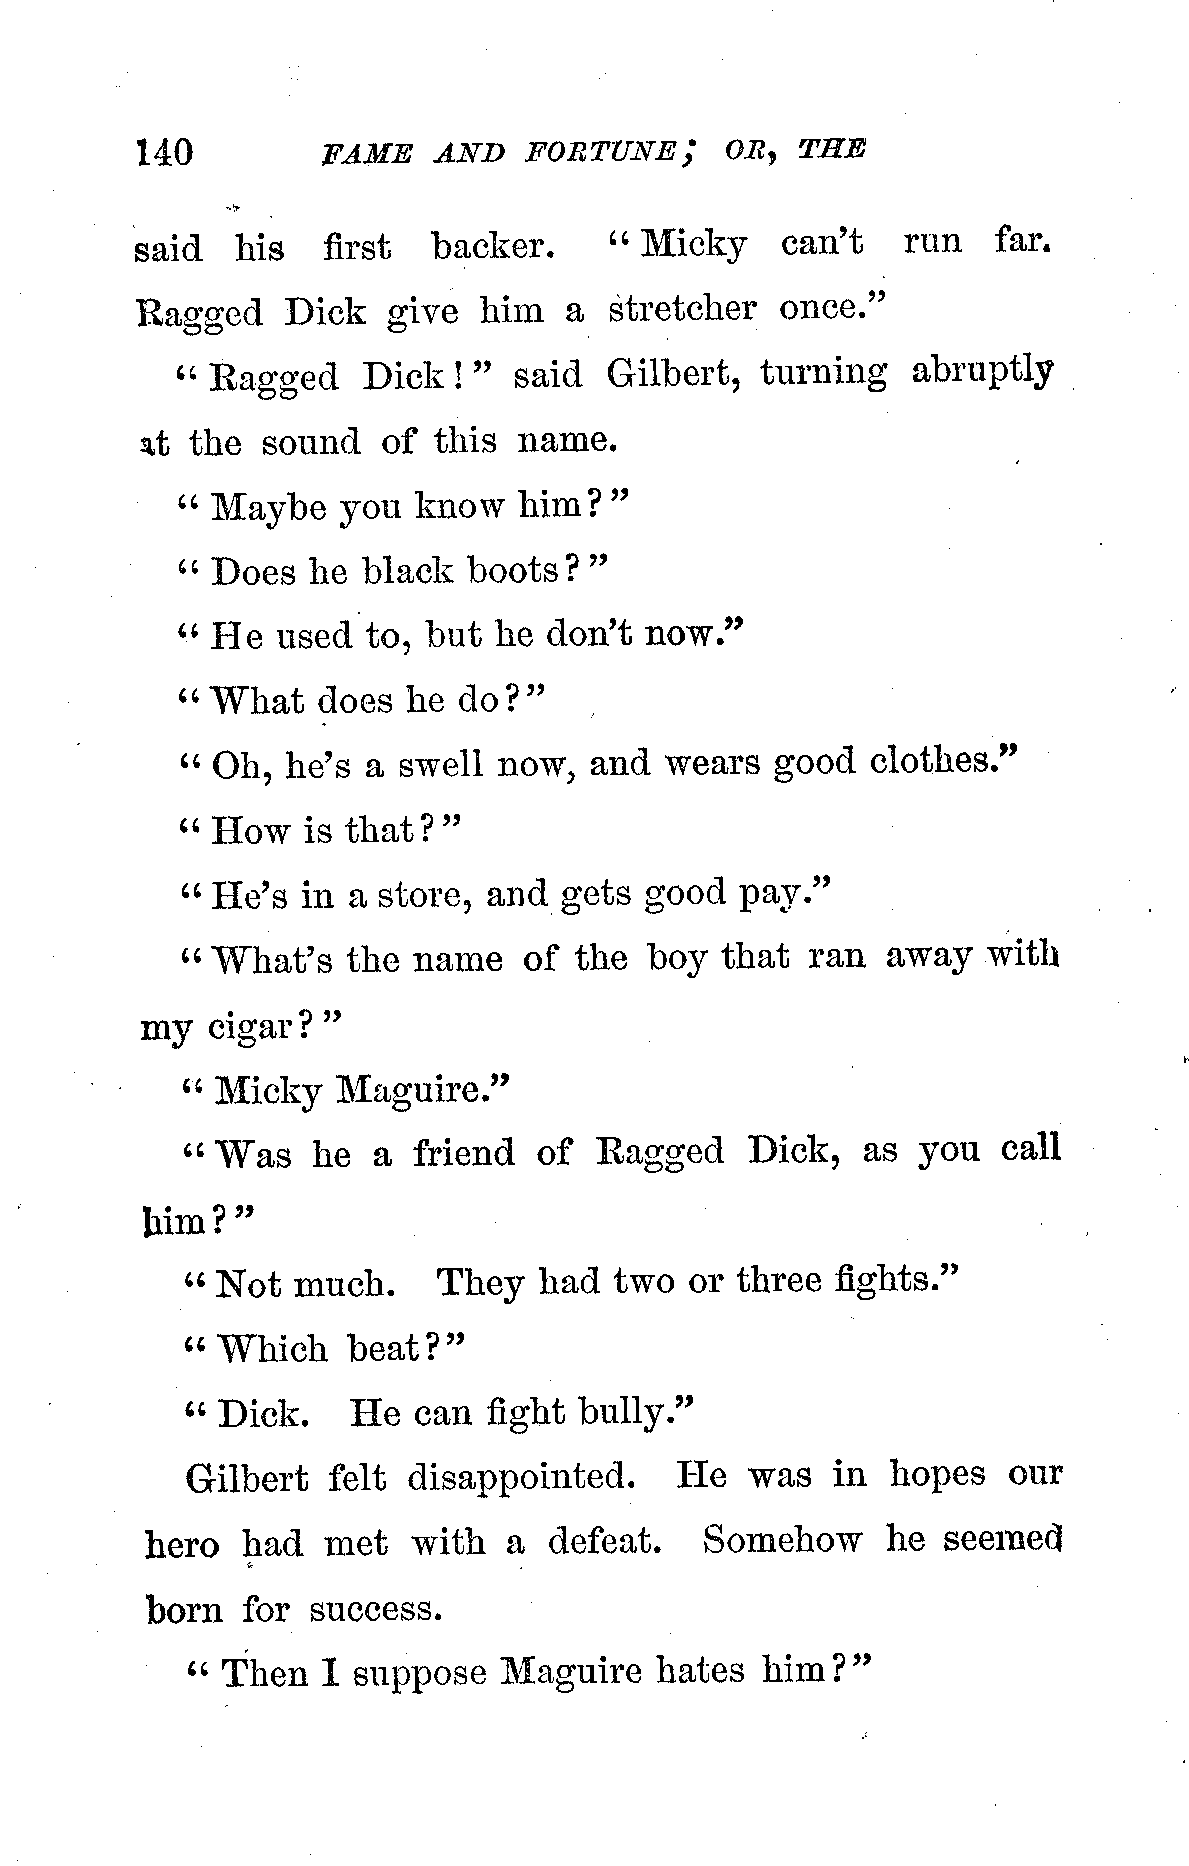 140 FAME AND FORTUNE; OR, THE
said his first backer. “Micky can’t run far.
Ragged Dick give him a stretcher once.”
“Ragged Dick!” said Gilbert, turning abruptly
at the sound of this name.
“Maybe you know him?”
“Does he black boots?”
“He used to, but he don’t now.”
“What does he do?”
“Oh, he’s a swell now, and wears good clothes.”
“How is that?”
“He’s in a store, and gets good pay.”
“What’s the name of the boy that ran away with
my cigar?”
“Micky Maguire.”
“Was he a friend of Ragged Dick, as you call
him?”
“Not much. They had two or three fights.”
“Which beat?”
“Dick. He can fight bully.”
Gilbert felt disappointed. He was in hopes our
hero had met with a defeat. Somehow he seemed
born for success.
“Then I suppose Maguire hates him?”